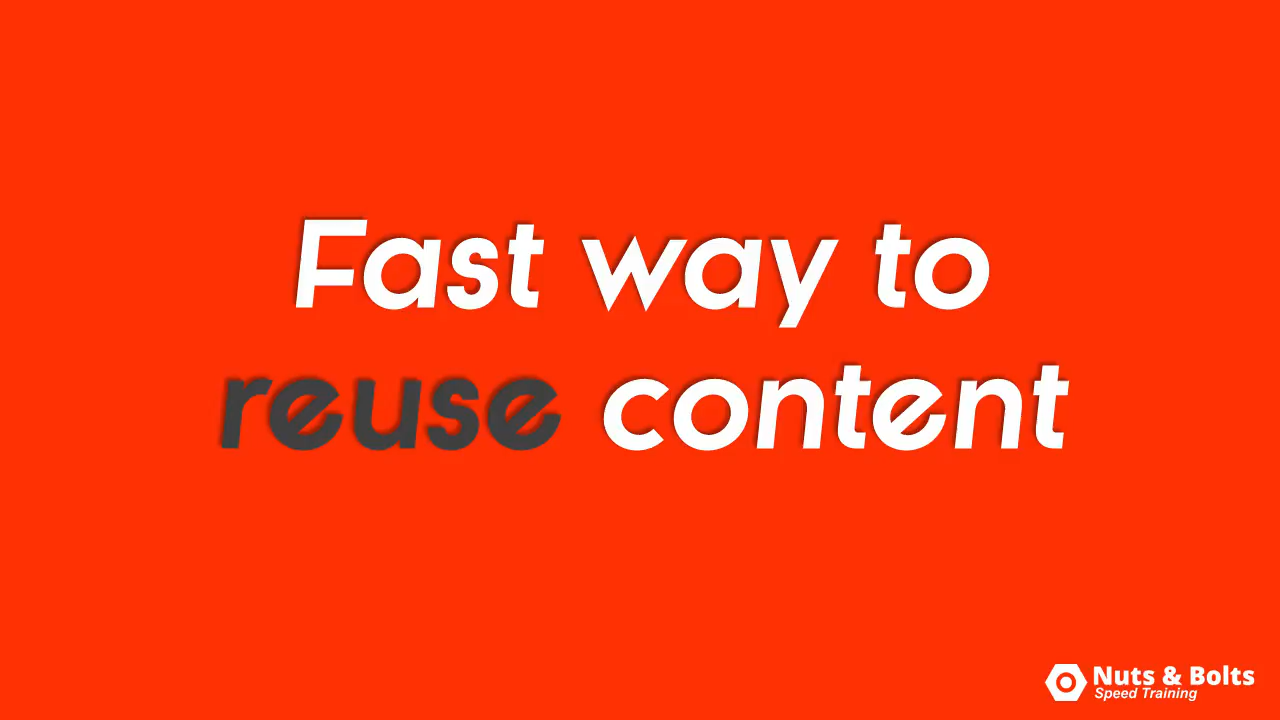 Fast way to
reuse content
Nuts & Bolts
Speed Training